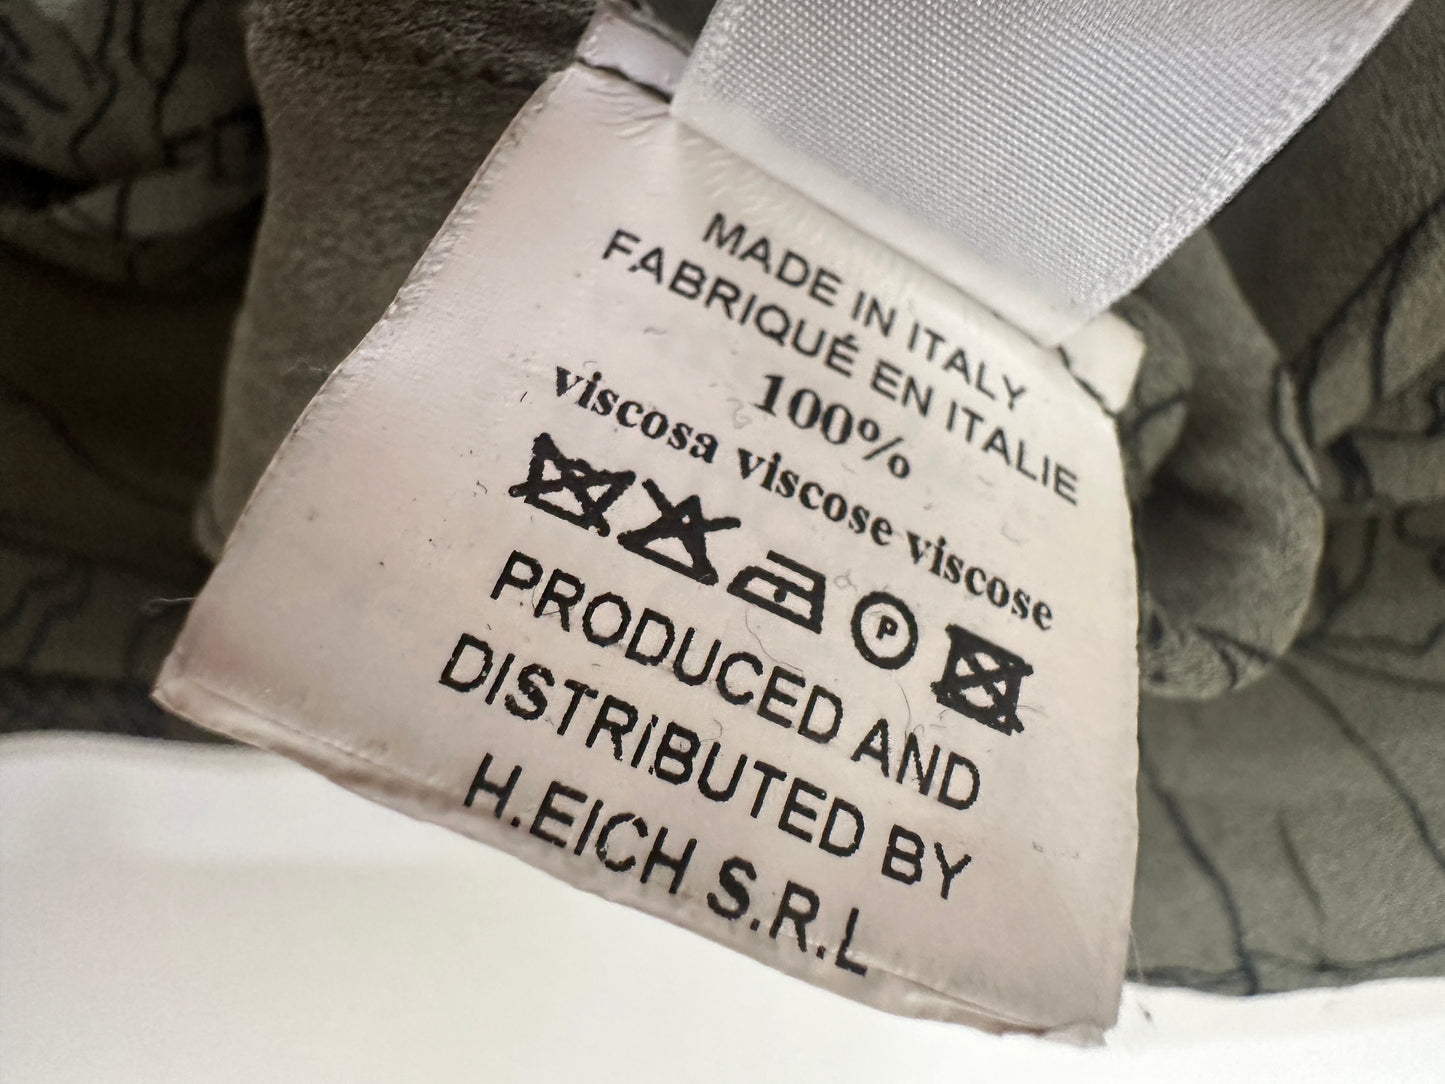 MADE IN ITALY
FABRIQUÉ EN ITALIE
100%
viscosa viscose viscose
P
PRODUCED AND
DISTRIBUTED BY
H.EICH S.R.L